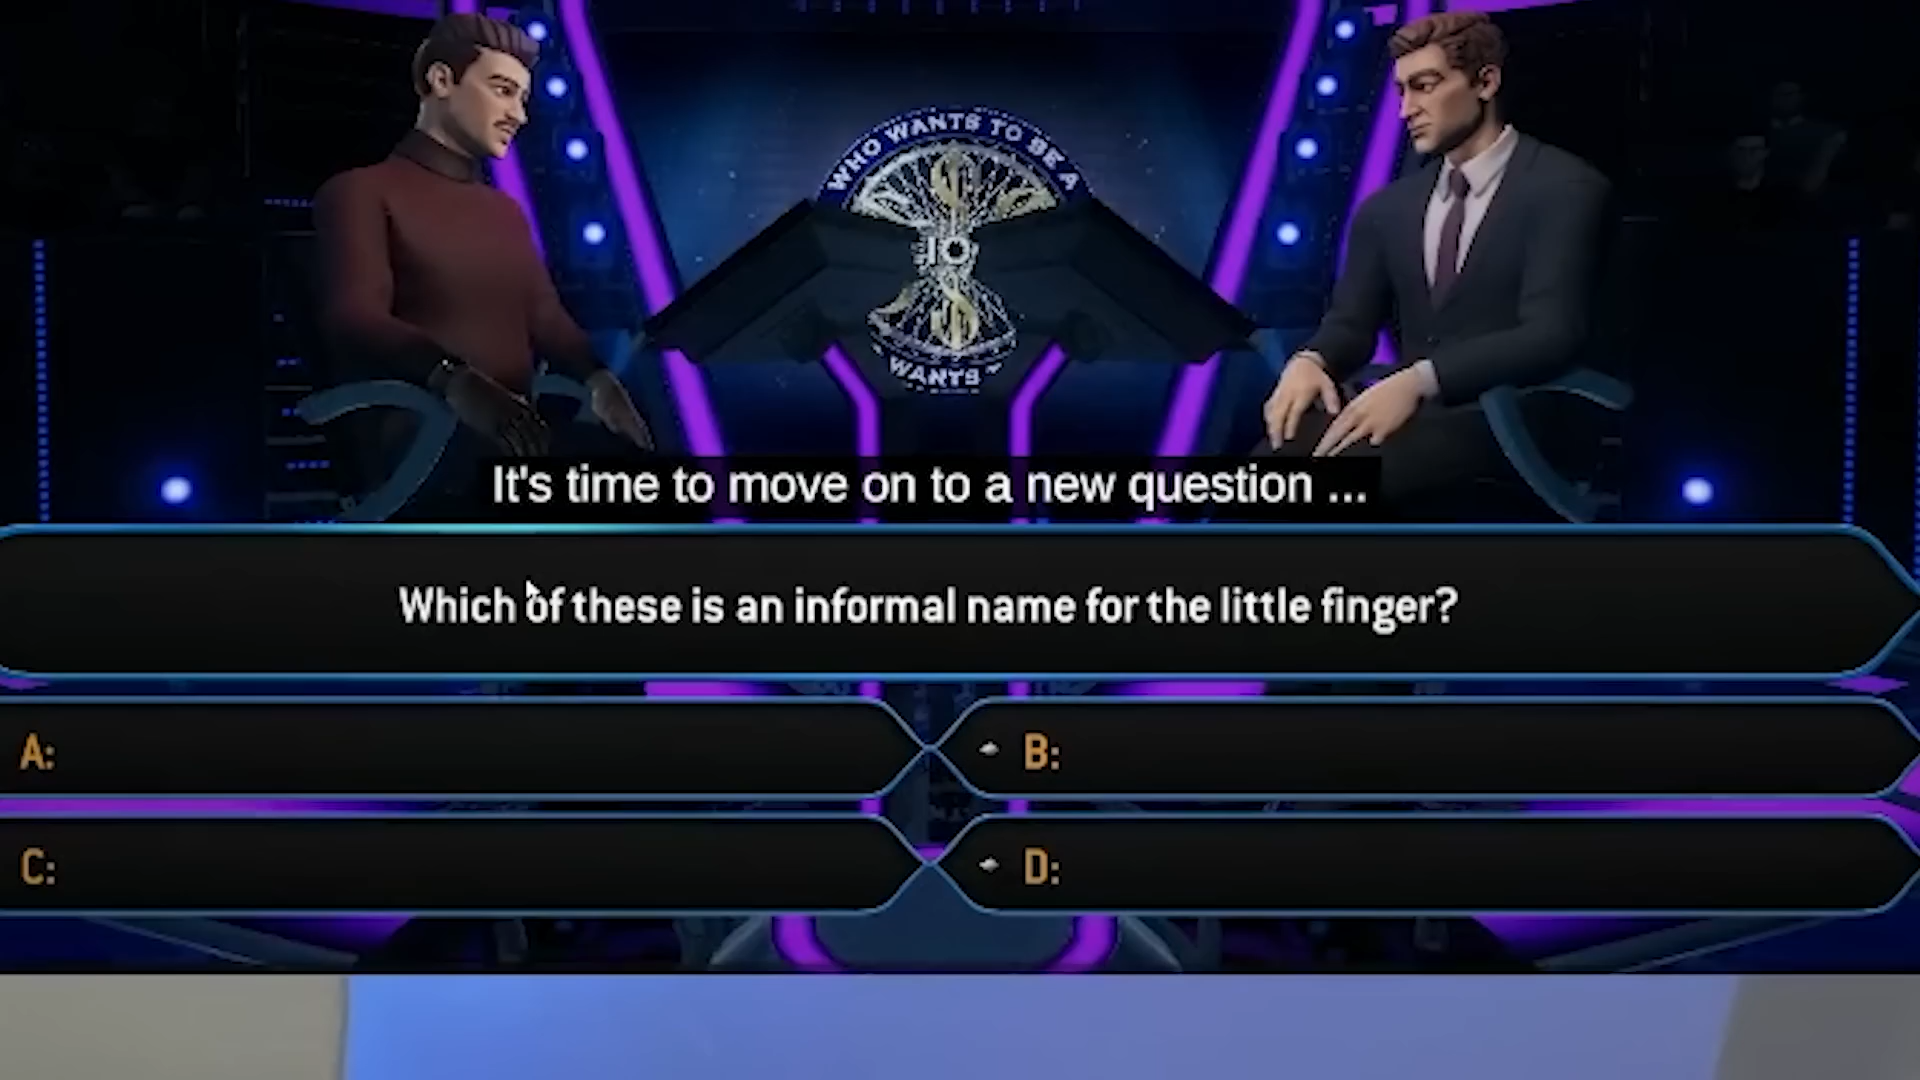 WHO WANTS TO BE A
WANTS
It's time to move on to a new question ...
Which of these is an informal name for the little finger?
A:
B:
C:
D: